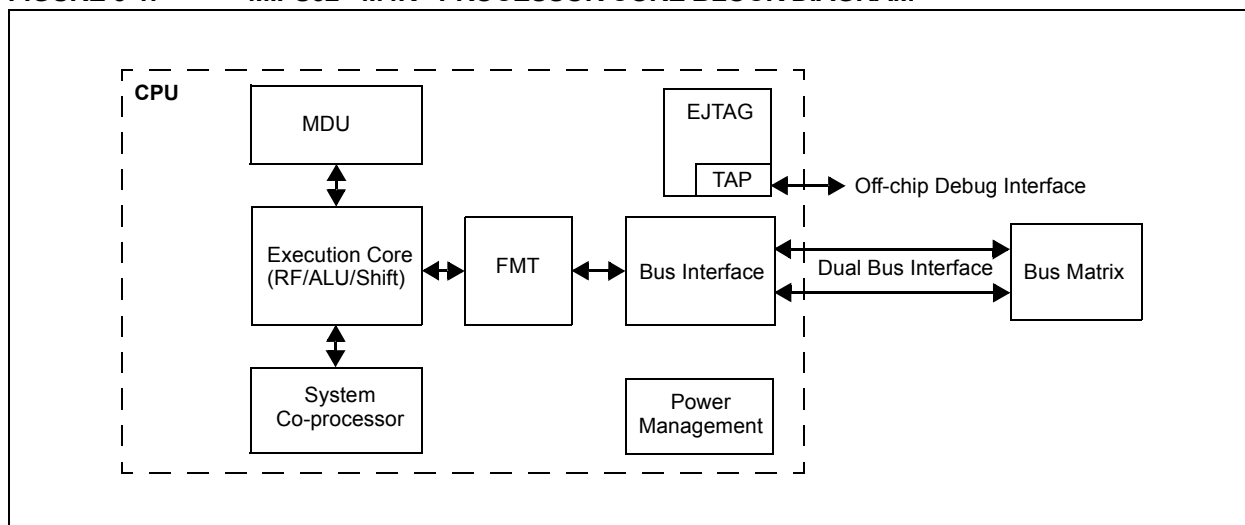 CPU
MDU
EJTAG
TAP
Off-chip Debug Interface
Execution Core
(RF/ALU/Shift)
FMT
Bus Interface
Dual Bus Interface
Bus Matrix
System
Co-processor
Power
Management